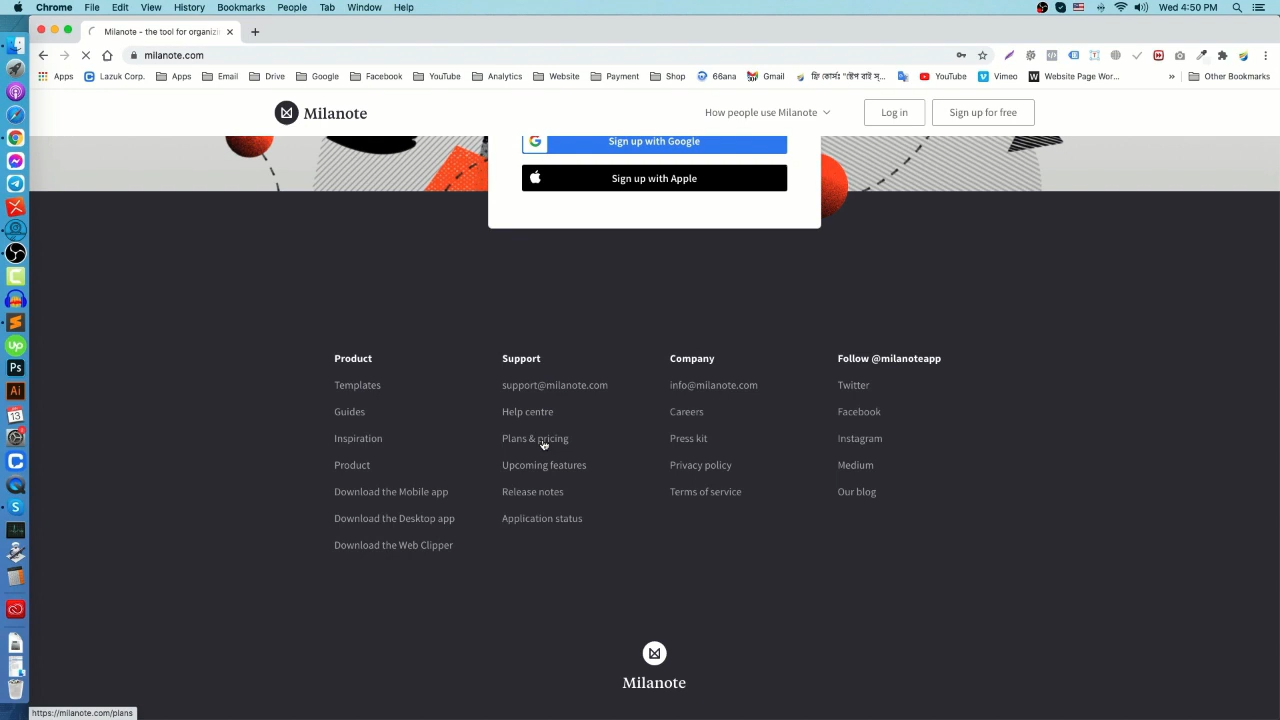 Chrome File Edit View History Bookmarks People Tab Window Help Wed 4:50 PM
Milanote - the tool for organizi
milanote.com
Apps Lazuk Corp. Apps Email Drive Google Facebook YouTube Analytics Website Payment Shop 66ana Gmail YouTube Vimeo Website Page Wor... » Other Bookmarks
Milanote How people use Milanote Log in Sign up for free
Sign up with Google
Sign up with Apple
Product Support Company Follow @milanoteapp
Templates support@milanote.com info@milanote.com Twitter
Guides Help centre Careers Facebook
Inspiration Plans & pricing Press kit Instagram
Product Upcoming features Privacy policy Medium
Download the Mobile app Release notes Terms of service Our blog
Download the Desktop app Application status
Download the Web Clipper
Milanote
https://milanote.com/plans